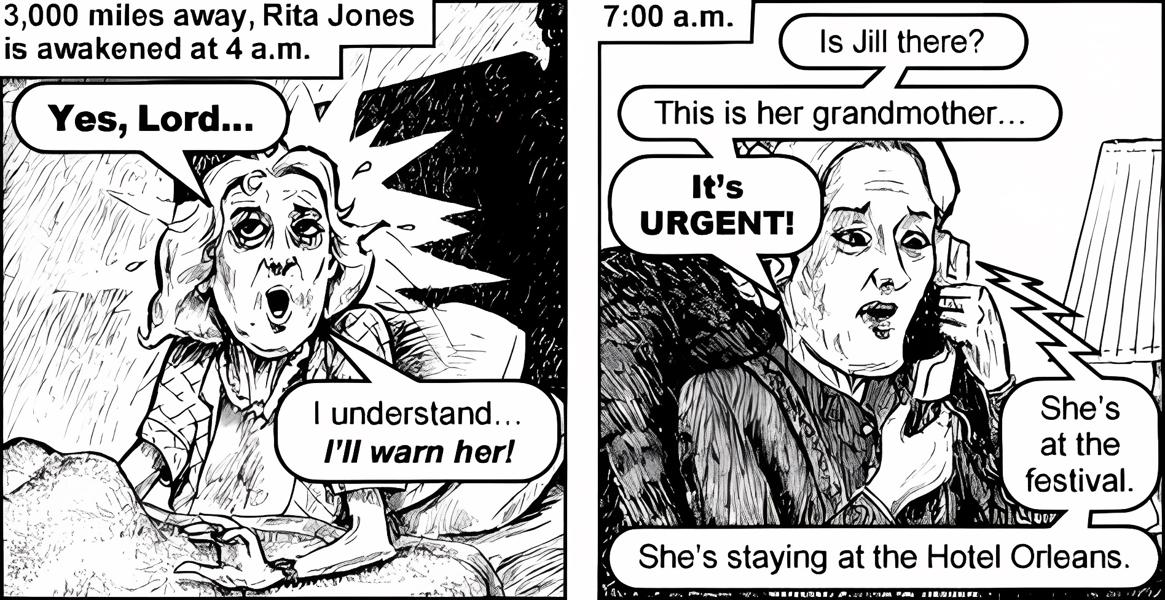 3,000 miles away, Rita Jones
is awakened at 4 a.m.
Yes, Lord...
I understand...
I'll warn her!
7:00 a.m.
Is Jill there?
This is her grandmother...
It's
URGENT!
She's
at the
festival.
She's staying at the Hotel Orleans.